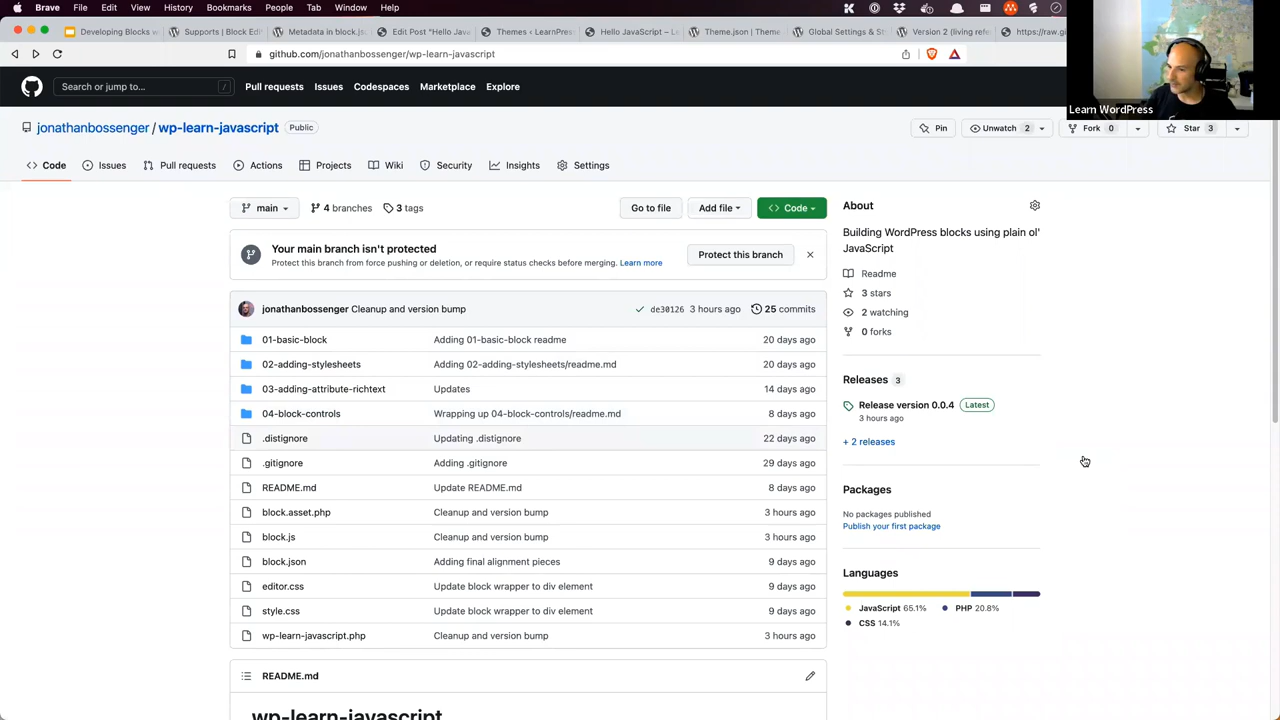 Brave File Edit View History Bookmarks People Tab Window Help
Developing Blocks w
Supports | Block Edit
Metadata in block.js
Edit Post "Hello Jav
Themes ‹ LearnPress
Hello JavaScript – L
Theme.json | Theme
Global Settings & St
Version 2 (living refe
https://raw.gi
github.com/jonathanbossenger/wp-learn-javascript
Search or jump to... /
Pull requests Issues Codespaces Marketplace Explore
Learn WordPress
jonathanbossenger / wp-learn-javascript Public
Pin Unwatch 2 Fork 0 Star 3
Code Issues Pull requests Actions Projects Wiki Security Insights Settings
main 4 branches 3 tags Go to file Add file Code
Your main branch isn't protected
Protect this branch from force pushing or deletion, or require status checks before merging. Learn more
Protect this branch
jonathanbossenger Cleanup and version bump de30126 3 hours ago 25 commits
01-basic-block Adding 01-basic-block readme 20 days ago
02-adding-stylesheets Adding 02-adding-stylesheets/readme.md 20 days ago
03-adding-attribute-richtext Updates 14 days ago
04-block-controls Wrapping up 04-block-controls/readme.md 8 days ago
.distignore Updating .distignore 22 days ago
.gitignore Adding .gitignore 29 days ago
README.md Update README.md 8 days ago
block.asset.php Cleanup and version bump 3 hours ago
block.js Cleanup and version bump 3 hours ago
block.json Adding final alignment pieces 9 days ago
editor.css Update block wrapper to div element 9 days ago
style.css Update block wrapper to div element 9 days ago
wp-learn-javascript.php Cleanup and version bump 3 hours ago
README.md
wp-learn-javascript
About
Building WordPress blocks using plain ol'
JavaScript
Readme
3 stars
2 watching
0 forks
Releases 3
Release version 0.0.4 Latest
3 hours ago
+ 2 releases
Packages
No packages published
Publish your first package
Languages
JavaScript 65.1% PHP 20.8%
CSS 14.1%